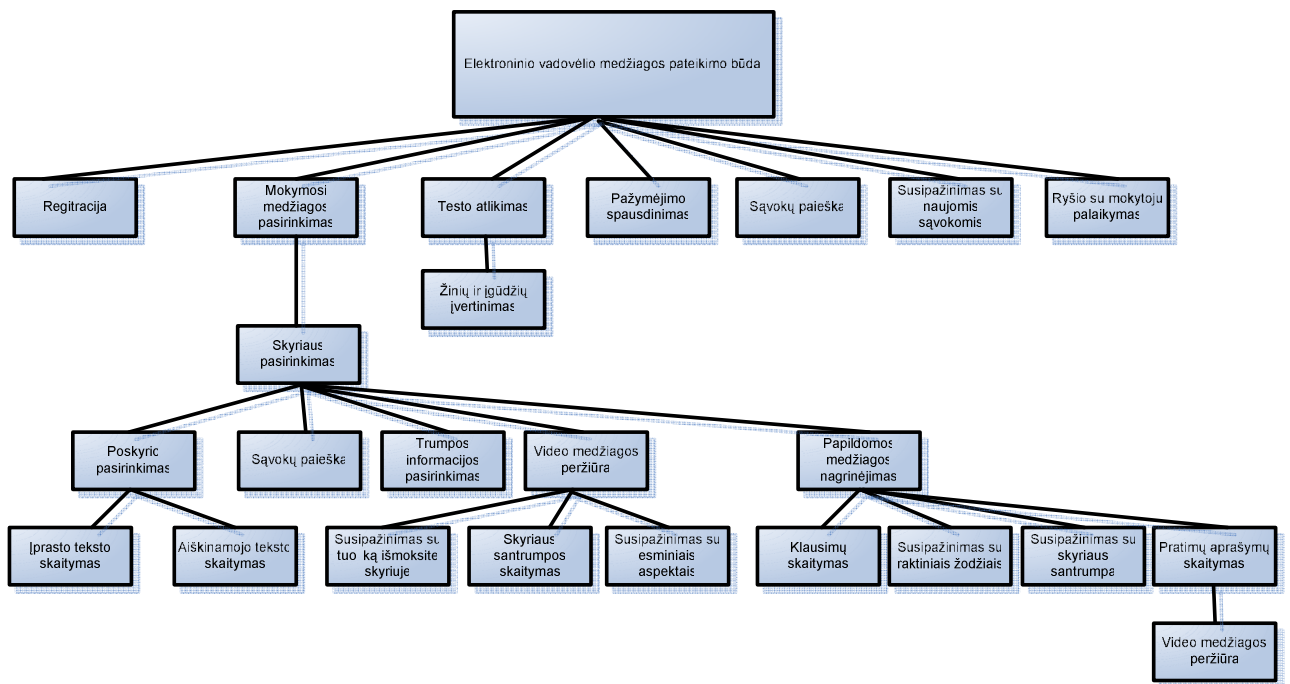 Elektroninio vadovėlio medžiagos pateikimo būda
Regitracija
Mokymosi
medžiagos
pasirinkimas
Testo atlikimas
Pažymėjimo
spausdinimas
Sąvokų paieška
Susipažinimas su
naujomis
sąvokomis
Ryšio su mokytoju
palaikymas
Žinių ir įgūdžių
įvertinimas
Skyriaus
pasirinkimas
Poskyric
pasirinkimas
Sąvokų paieška
Trumpos
informacijos
pasirinkimas
Video medžiagos
peržiūra
Papildomos
medžiagos
nagrinėjimas
Įprasto teksto
skaitymas
Aiškinamojo teksto
skaitymas
Susipažinimas su
tuo ką išmoksite
skyriuje
Skyriaus
santrumpos
skaitymas
Susipažinimas su
esminiais
aspektais
Klausimų
skaitymas
Susipažinimas su
raktiniais žodžiais
Susipažinimas su
skyriaus
santrumpa
Pratimų aprašymų
skaitymas
Video medžiagos
peržiūra